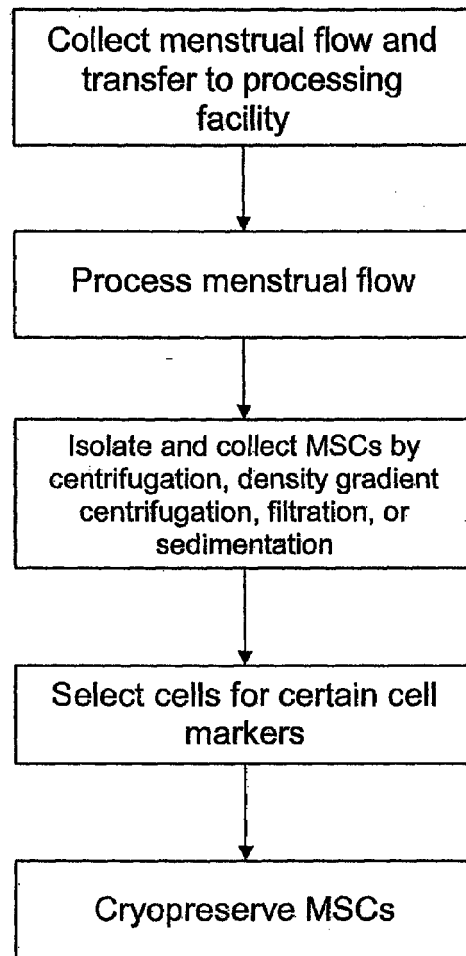 Collect menstrual flow and
transfer to processing
facility
Process menstrual flow
Isolate and collect MSCs by
centrifugation, density gradient
centrifugation, filtration, or
sedimentation
Select cells for certain cell
markers
Cryopreserve MSCs